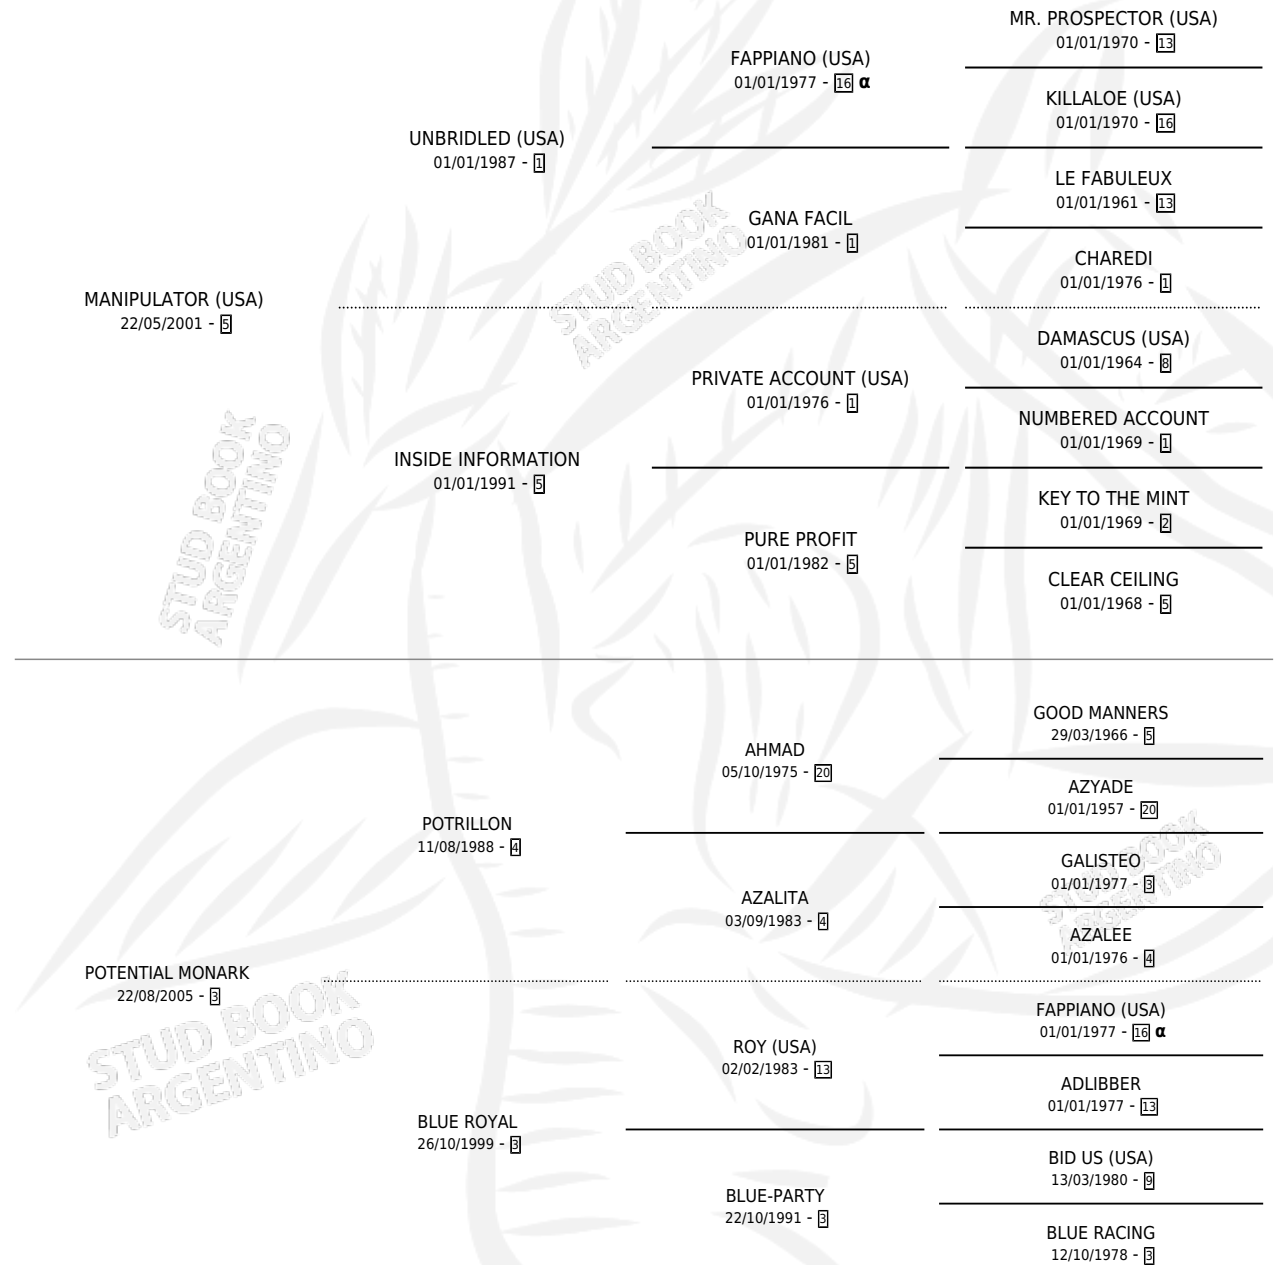 MR. PROSPECTOR (USA)
01/01/1970 - 13
FAPPIANO (USA)
01/01/1977 - 16 α
KILLALOE (USA)
01/01/1970 - 16
UNBRIDLED (USA)
01/01/1987 - 1
LE FABULEUX
01/01/1961 - 13
GANA FACIL
01/01/1981 - 1
CHAREDI
01/01/1976 - 1
MANIPULATOR (USA)
22/05/2001 - 5
STUD BOOK
ARGENTINO
DAMASCUS (USA)
01/01/1964 - 8
PRIVATE ACCOUNT (USA)
01/01/1976 - 1
NUMBERED ACCOUNT
01/01/1969 - 1
INSIDE INFORMATION
01/01/1991 - 5
KEY TO THE MINT
01/01/1969 - 2
PURE PROFIT
01/01/1982 - 5
CLEAR CEILING
01/01/1968 - 5
STUD BOOK
ARGENTINO
GOOD MANNERS
29/03/1966 - 5
AHMAD
05/10/1975 - 20
AZYADE
01/01/1957 - 20
POTRILLON
11/08/1988 - 4
GALISTEO
01/01/1977 - 3
AZALITA
03/09/1983 - 4
AZALEE
01/01/1976 - 4
STUD BOOK
ARGENTINO
POTENTIAL MONARK
22/08/2005 - 3
FAPPIANO (USA)
01/01/1977 - 16 α
ROY (USA)
02/02/1983 - 13
ADLIBBER
01/01/1977 - 13
BLUE ROYAL
26/10/1999 - 3
BID US (USA)
13/03/1980 - 9
BLUE-PARTY
22/10/1991 - 3
BLUE RACING
12/10/1978 - 3
STUD BOOK
ARGENTINO